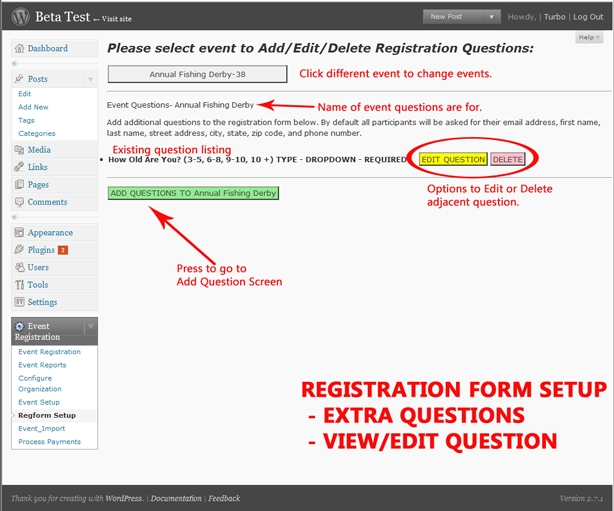 Beta Test ← Visit site
New Post
Howdy, | Turbo | Log Out
Help
Dashboard
Posts
Edit
Add New
Tags
Categories
Media
Links
Pages
Comments
Appearance
Plugins 2
Users
Tools
Settings
Event
Registration
Event Registration
Event Reports
Configure
Organization
Event Setup
Regform Setup
Event_Import
Process Payments
Please select event to Add/Edit/Delete Registration Questions:
Annual Fishing Derby-38
Click different event to change events.
Event Questions- Annual Fishing Derby
Name of event questions are for.
Add additional questions to the registration form below. By default all participants will be asked for their email address, first name,
last name, street address, city, state, zip code, and phone number.
Existing question listing
• How Old Are You? (3-5, 6-8, 9-10, 10 +) TYPE - DROPDOWN - REQUIRED
EDIT QUESTION DELETE
Options to Edit or Delete
adjacent question.
ADD QUESTIONS TO Annual Fishing Derby
Press to go to
Add Question Screen
REGISTRATION FORM SETUP
- EXTRA QUESTIONS
- VIEW/EDIT QUESTION
Thank you for creating with WordPress. | Documentation | Feedback
Version 2.7.1